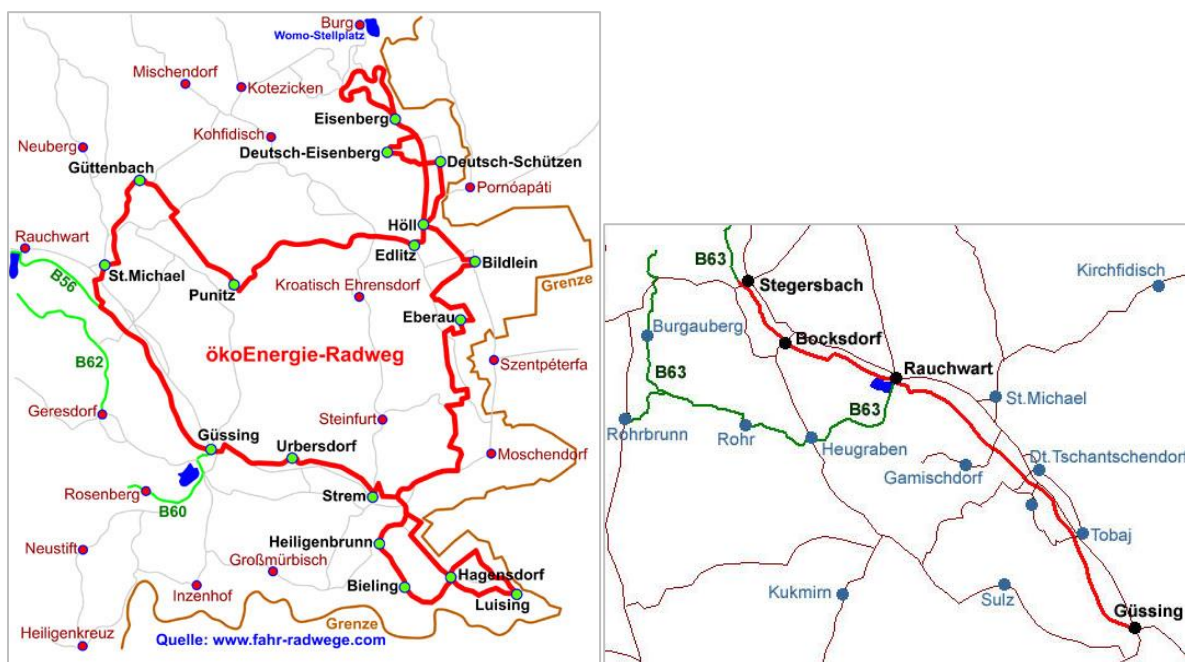 Burg
Womo-Stellplatz
Mischendorf
Kotezicken
Eisenberg
Kohfidisch
Neuberg
Deutsch-Eisenberg
Deutsch-Schützen
Güttenbach
Pornóapáti
Höll
Rauchwart
Edlitz
Bildlein
St.Michael
B56
Punitz
Kroatisch Ehrensdorf
Grenze
Eberau
ökoEnergie-Radweg
B62
Szentpéterfa
Geresdorf
Steinfurt
Güssing
Urbersdorf
Moschendorf
Rosenberg
B60
Strem
Neustift
Heiligenbrunn
Großmürbisch
Hagensdorf
Inzenhof
Bieling
Luising
Grenze
Heiligenkreuz
Quelle: www.fahr-radwege.com
B63
Stegersbach
Kirchfidisch
Burgauberg
Bocksdorf
Rauchwart
B63
B63
St.Michael
Rohrbrunn
Rohr
Heugraben
Gamischdorf
Dt.Tschantschendorf
Tobaj
Kukmirn
Sulz
Güssing